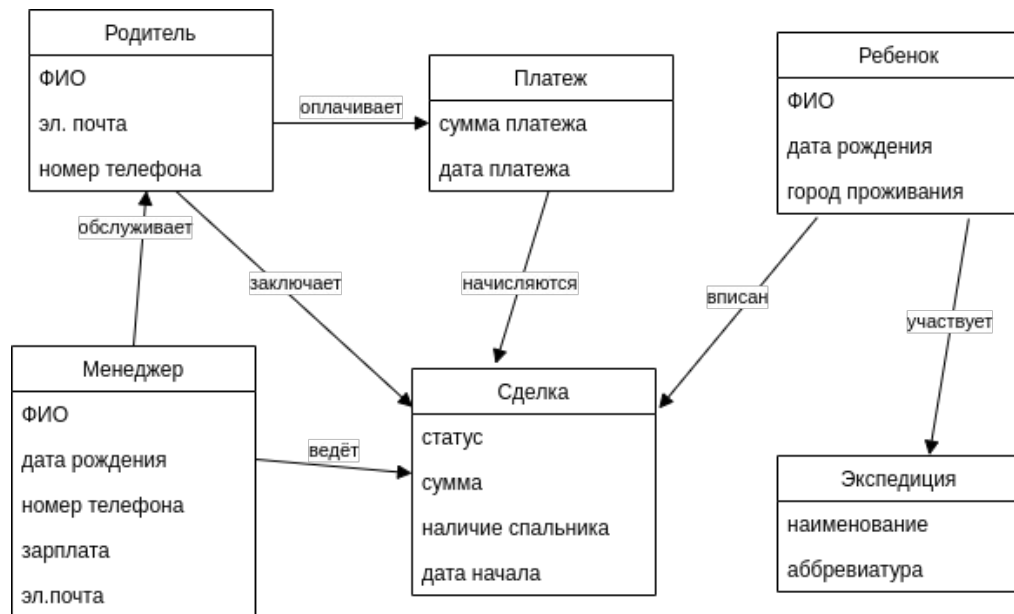 Родитель
ФИО
эл. почта
номер телефона
оплачивает
Платеж
сумма платежа
дата платежа
Ребенок
ФИО
дата рождения
город проживания
обслуживает
заключает
начисляются
вписан
участвует
Менеджер
ФИО
дата рождения
номер телефона
зарплата
эл.почта
ведёт
Сделка
статус
сумма
наличие спальника
дата начала
Экспедиция
наименование
аббревиатура